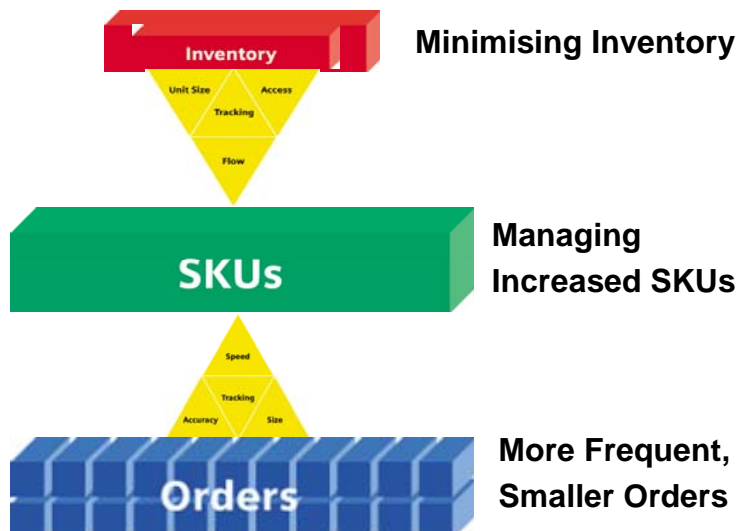 Inventory
Minimising Inventory
Unit Size
Access
Tracking
Flow
SKUs
Managing
Increased SKUs
Speed
Tracking
Accuracy
Size
Orders
More Frequent,
Smaller Orders